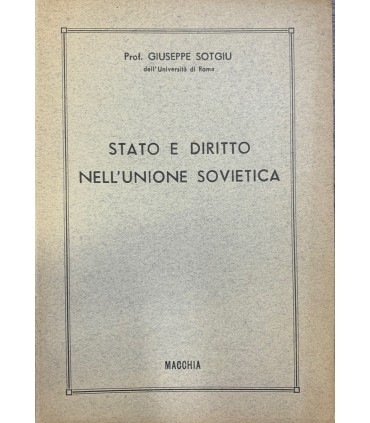 Prof. GIUSEPPE SOTGIU
dell'Università di Roma
STATO E DIRITTO
NELL'UNIONE SOVIETICA
MACCHIA